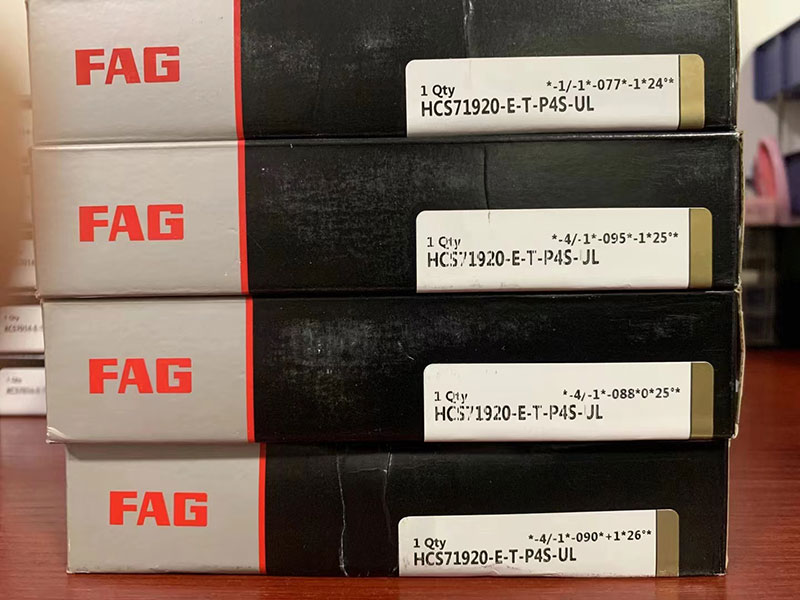 FAG
1 Qty *-1/-1*-077*-1*24°*
HCS71920-E-T-P4S-UL
FAG
1 Qty *-4/-1*-095*-1*25°*
HCS71920-E-T-P4S-UL
FAG
1 Qty *-4/-1*-088*0*25°*
HCS71920-E-T-P4S-UL
FAG
1 Qty *-4/-1*-090*+1*26°*
HCS71920-E-T-P4S-UL
1 Qty